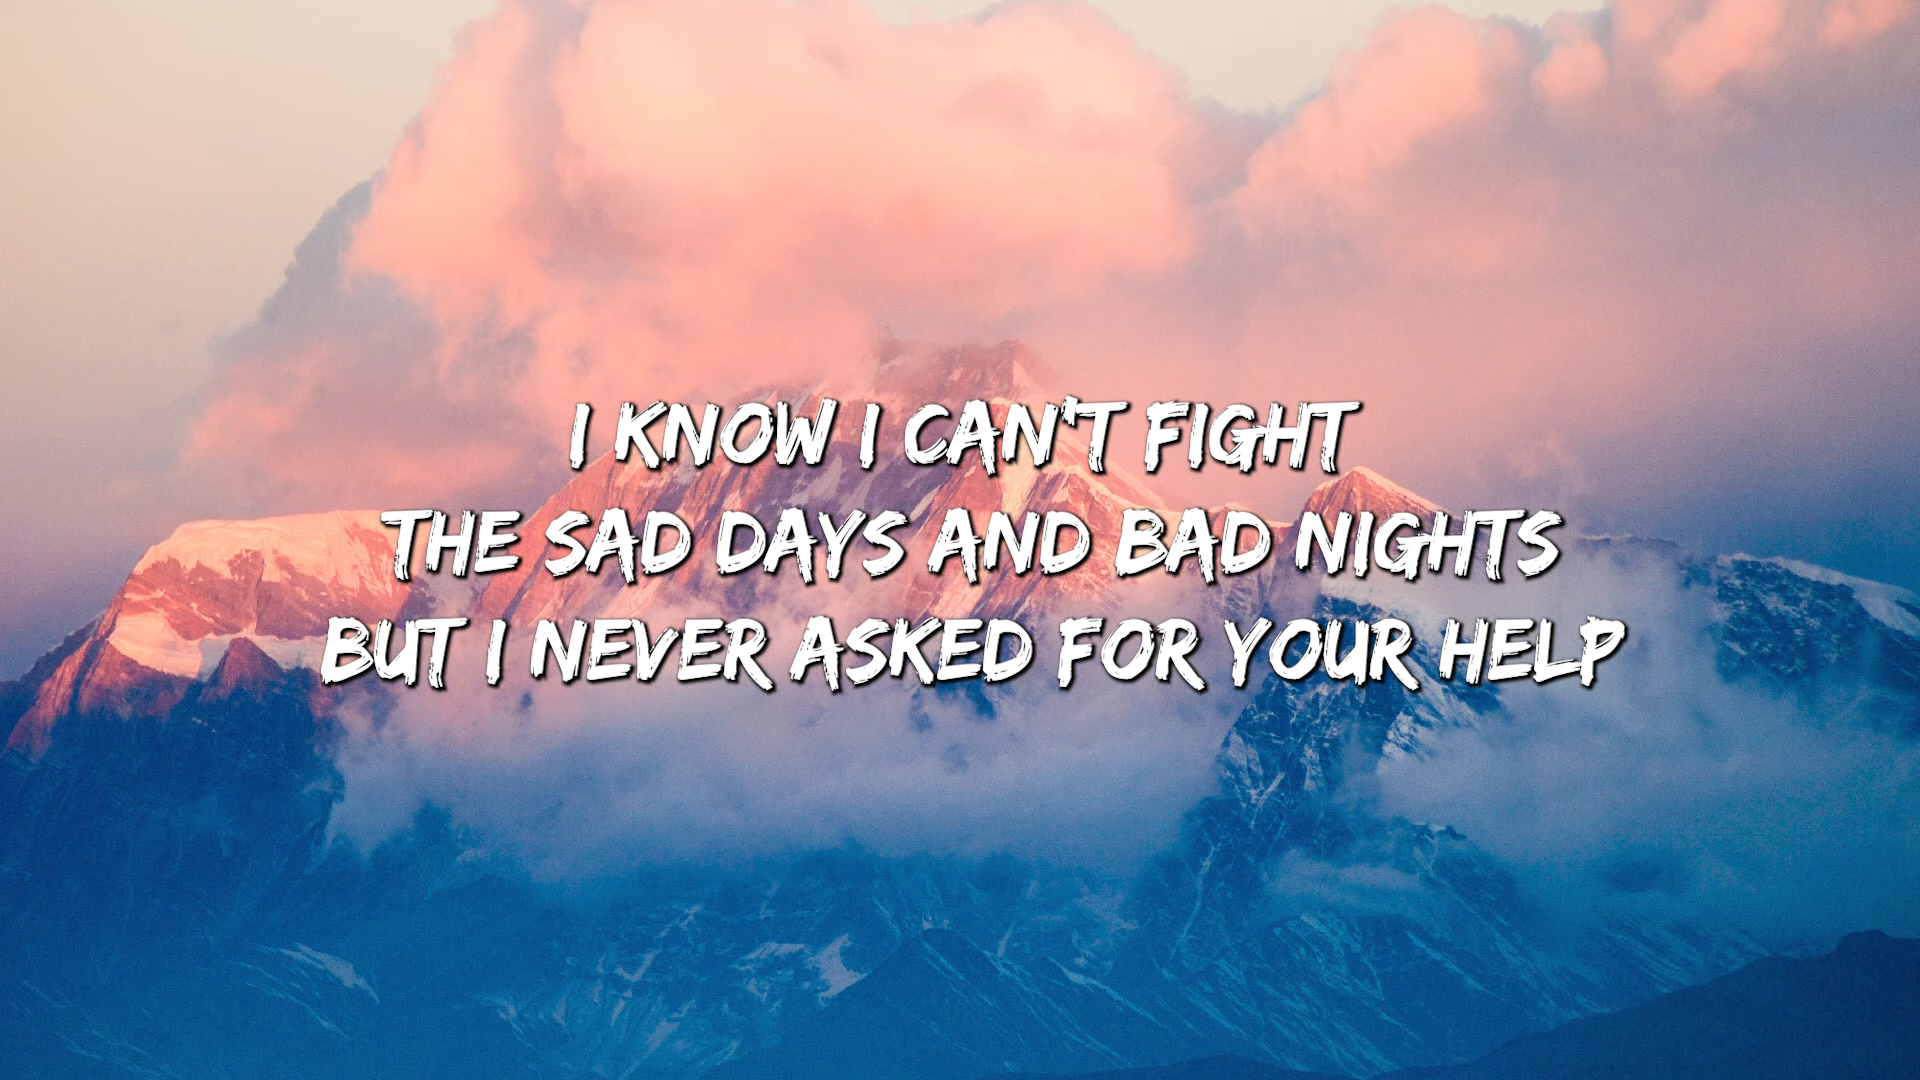 I KNOW I CAN'T FIGHT
THE SAD DAYS AND BAD NIGHTS
BUT I NEVER ASKED FOR YOUR HELP